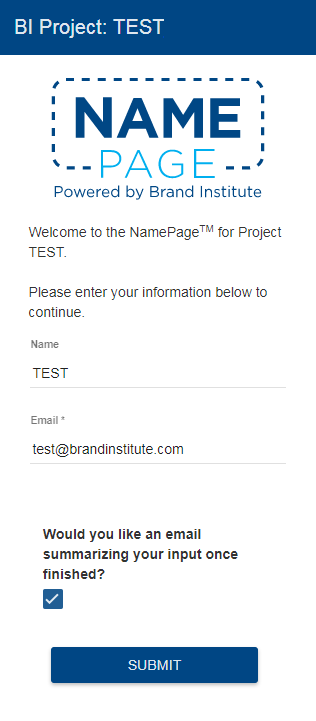 BI Project: TEST
NAME
PAGE
Powered by Brand Institute
Welcome to the NamePage™ for Project
TEST.
Please enter your information below to
continue.
Name
TEST
Email *
test@brandinstitute.com
Would you like an email
summarizing your input once
finished?
SUBMIT